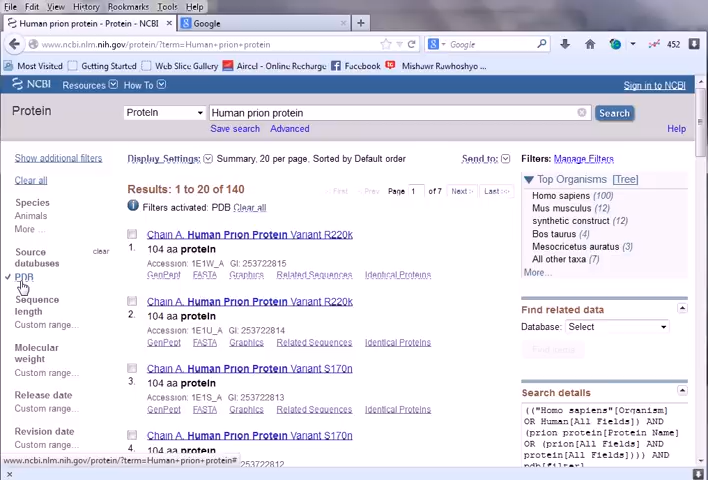 File Edit View History Bookmarks Tools Help
Human prion protein - Protein - NCBI × Google × +
www.ncbi.nlm.nih.gov/protein/?term=Human+prion+protein Google 452
Most Visited Getting Started Web Slice Gallery Aircel - Online Recharge Facebook Mishawr Rawhoshyo ...
NCBI Resources How To Sign in to NCBI
Protein Protein Human prion protein Search
Save search Advanced Help
Show additional filters
Clear all
Species
Animals
More ...
Source databases clear
PDB
Sequence length
Custom range...
Molecular weight
Custom range...
Release date
Custom range...
Revision date
Display Settings: Summary, 20 per page, Sorted by Default order Send to:
Results: 1 to 20 of 140 << First < Prev Page 1 of 7 Next > Last >>
Filters activated: PDB Clear all
Chain A, Human Prion Protein Variant R220k
1. 104 aa protein
Accession: 1E1W_A GI: 253722815
GenPept FASTA Graphics Related Sequences Identical Proteins
Chain A, Human Prion Protein Variant R220k
2. 104 aa protein
Accession: 1E1U_A GI: 253722814
GenPept FASTA Graphics Related Sequences Identical Proteins
Chain A, Human Prion Protein Variant S170n
3. 104 aa protein
Accession: 1E1S_A GI: 253722813
GenPept FASTA Graphics Related Sequences Identical Proteins
Chain A, Human Prion Protein Variant S170n
104 aa protein
Filters: Manage Filters
Top Organisms [Tree]
Homo sapiens (100)
Mus musculus (12)
synthetic construct (12)
Bos taurus (4)
Mesocricetus auratus (3)
All other taxa (7)
More...
Find related data
Database: Select
Find items
Search details
(("Homo sapiens"[Organism]
OR Human[All Fields]) AND
(prion protein[Protein Name]
OR (prion[All Fields] AND
protein[All Fields]))) AND
pdb[filter]
www.ncbi.nlm.nih.gov/protein/?term=Human+prion+protein#